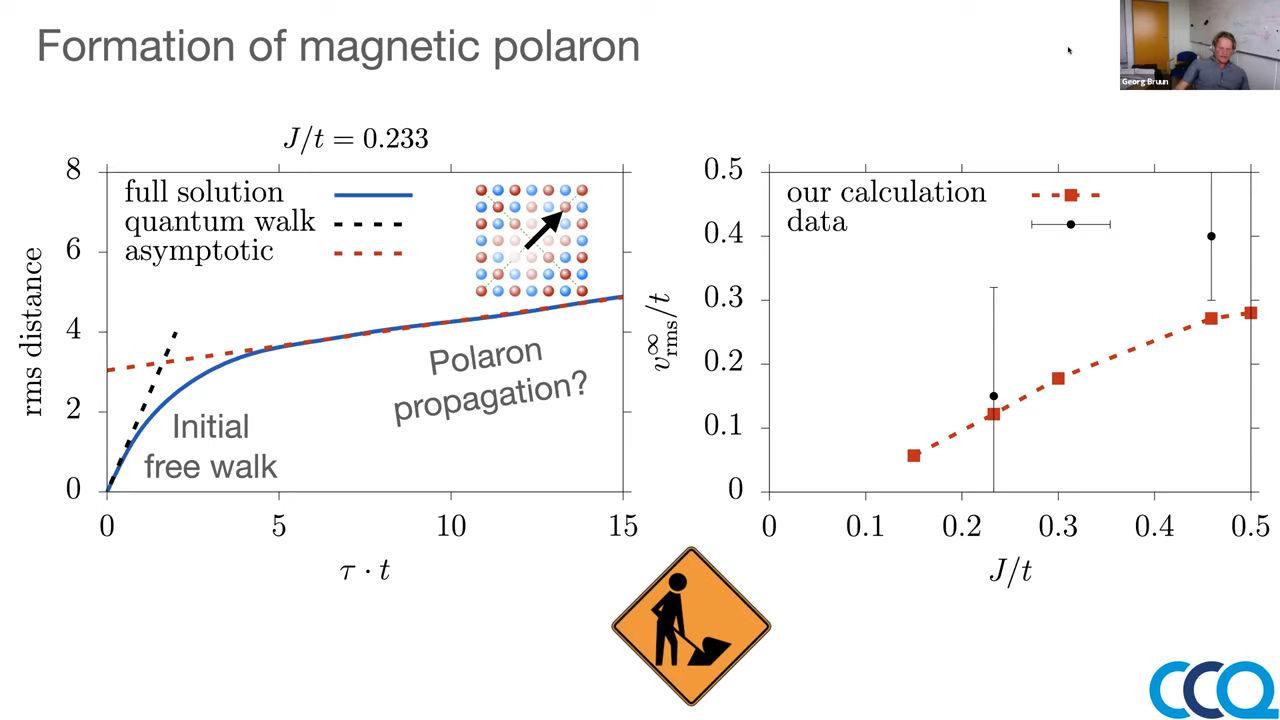 Formation of magnetic polaron
Georg Bruun
J/t = 0.233
8
6
4
2
0
rms distance
full solution
quantum walk
asymptotic
Polaron
propagation?
Initial
free walk
0 5 10 15
τ · t
0.5
0.4
0.3
0.2
0.1
0
v∞rms/t
our calculation
data
0 0.1 0.2 0.3 0.4 0.5
J/t
CCQ